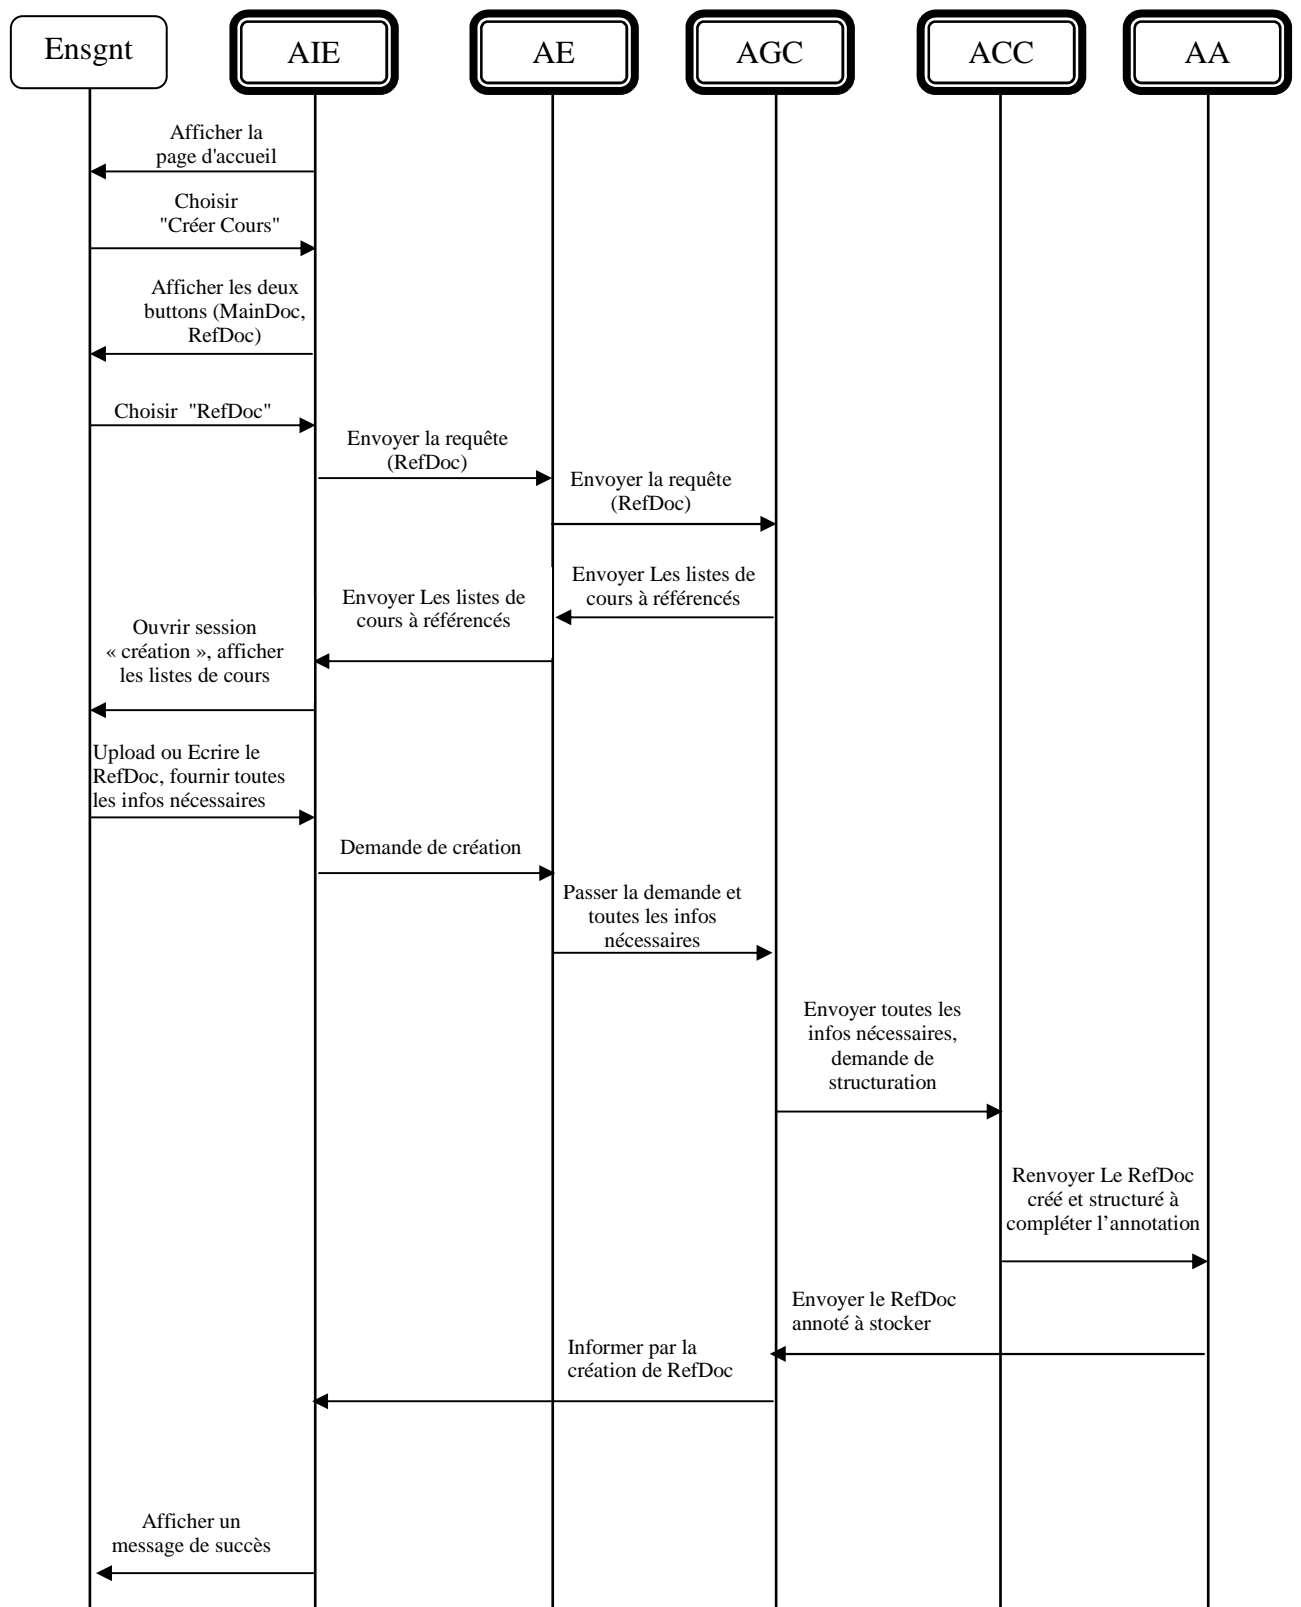 Ensgnt
AIE
AE
AGC
ACC
AA
Afficher la
page d'accueil
Choisir
"Créer Cours"
Afficher les deux
buttons (MainDoc,
RefDoc)
Choisir "RefDoc"
Envoyer la requête
(RefDoc)
Envoyer la requête
(RefDoc)
Envoyer Les listes de
cours à référencés
Envoyer Les listes de
cours à référencés
Ouvrir session
« création », afficher
les listes de cours
Upload ou Ecrire le
RefDoc, fournir toutes
les infos nécessaires
Demande de création
Passer la demande et
toutes les infos
nécessaires
Envoyer toutes les
infos nécessaires,
demande de
structuration
Renvoyer Le RefDoc
créé et structuré à
compléter l’annotation
Envoyer le RefDoc
annoté à stocker
Informer par la
création de RefDoc
Afficher un
message de succès